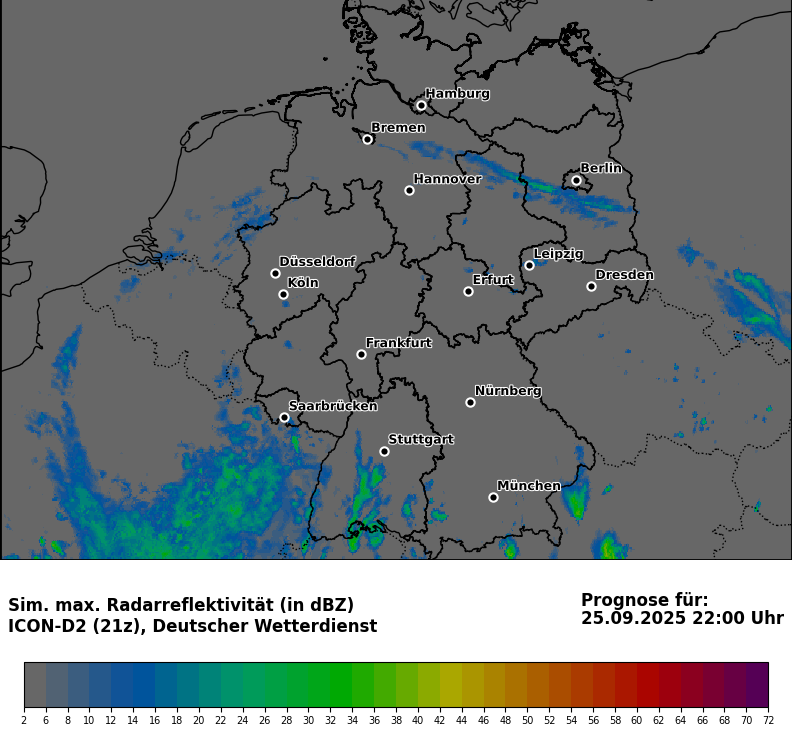 Hamburg
Bremen
Berlin
Hannover
Leipzig
Düsseldorf
Dresden
Köln
Erfurt
Frankfurt
Nürnberg
Saarbrücken
Stuttgart
München
Sim. max. Radarreflektivität (in dBZ)
ICON-D2 (21z), Deutscher Wetterdienst
Prognose für:
25.09.2025 22:00 Uhr
2 6 8 10 12 14 16 18 20 22 24 26 28 30 32 34 36 38 40 42 44 46 48 50 52 54 56 58 60 62 64 66 68 70 72